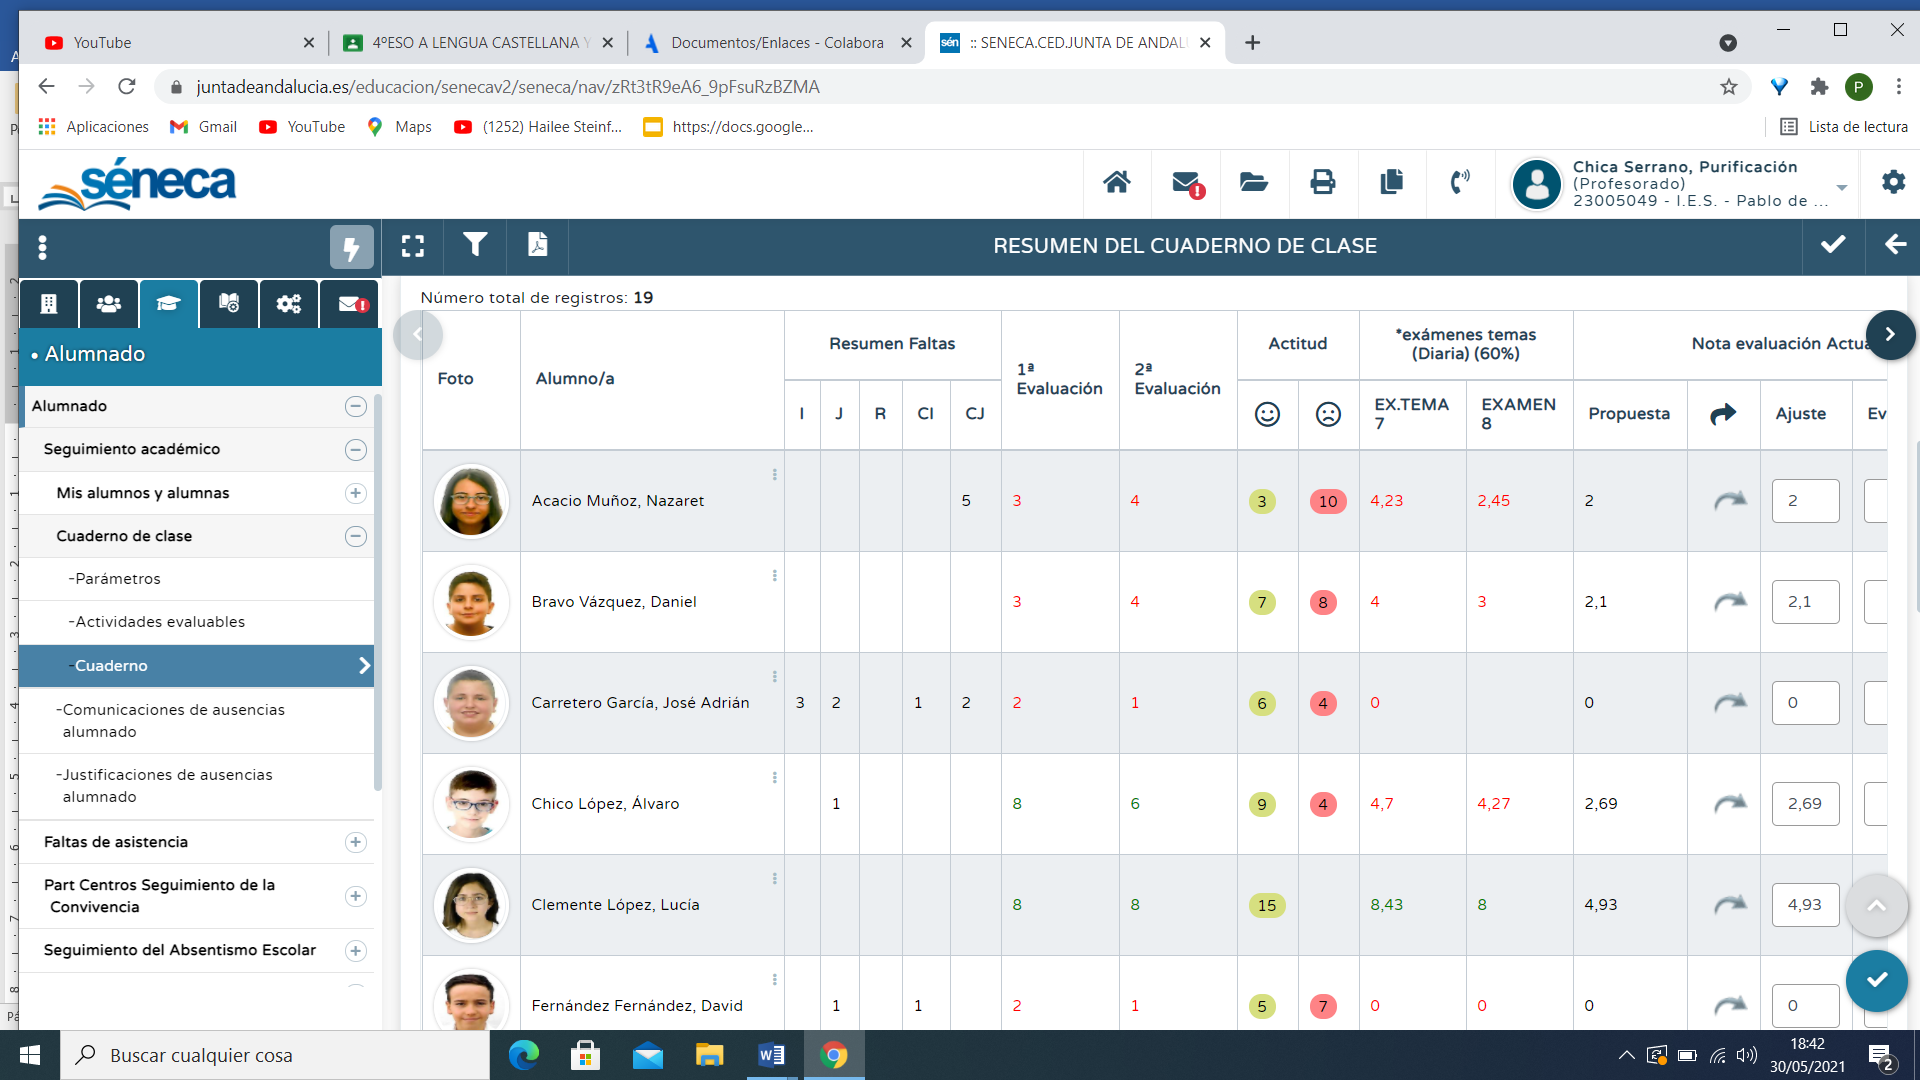 YouTube
4ºESO A LENGUA CASTELLANA Y
Documentos/Enlaces - Colabora
sén :: SENECA.CED.JUNTA DE ANDAL
juntadeandalucia.es/educacion/senecav2/seneca/nav/zRt3tR9eA6_9pFsuRzBZMA
P
Aplicaciones Gmail YouTube Maps (1252) Hailee Steinf... https://docs.google... Lista de lectura
séneca
Chica Serrano, Purificación
(Profesorado)
23005049 - I.E.S. - Pablo de ...
RESUMEN DEL CUADERNO DE CLASE
• Alumnado
Alumnado
Seguimiento académico
Mis alumnos y alumnas
Cuaderno de clase
-Parámetros
-Actividades evaluables
-Cuaderno
-Comunicaciones de ausencias
alumnado
-Justificaciones de ausencias
alumnado
Faltas de asistencia
Part Centros Seguimiento de la
Convivencia
Seguimiento del Absentismo Escolar
Número total de registros: 19
Foto Alumno/a Resumen Faltas 1ª Evaluación 2ª Evaluación Actitud *exámenes temas (Diaria) (60%) Nota evaluación Actua
I J R CI CJ EX.TEMA 7 EXAMEN 8 Propuesta Ajuste Ev
Acacio Muñoz, Nazaret 5 3 4 3 10 4,23 2,45 2 2
Bravo Vázquez, Daniel 3 4 7 8 4 3 2,1 2,1
Carretero García, José Adrián 3 2 1 2 2 1 6 4 0 0 0
Chico López, Álvaro 1 8 6 9 4 4,7 4,27 2,69 2,69
Clemente López, Lucía 8 8 15 8,43 8 4,93 4,93
Fernández Fernández, David 1 1 2 1 5 7 0 0 0 0
Buscar cualquier cosa
18:42
30/05/2021
2